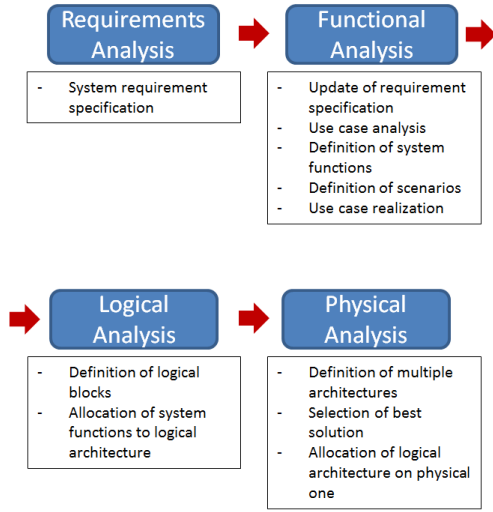 Requirements
Analysis
- System requirement
specification
Functional
Analysis
- Update of requirement
specification
- Use case analysis
- Definition of system
functions
- Definition of scenarios
- Use case realization
Logical
Analysis
- Definition of logical
blocks
- Allocation of system
functions to logical
architecture
Physical
Analysis
- Definition of multiple
architectures
- Selection of best
solution
- Allocation of logical
architecture on physical
one